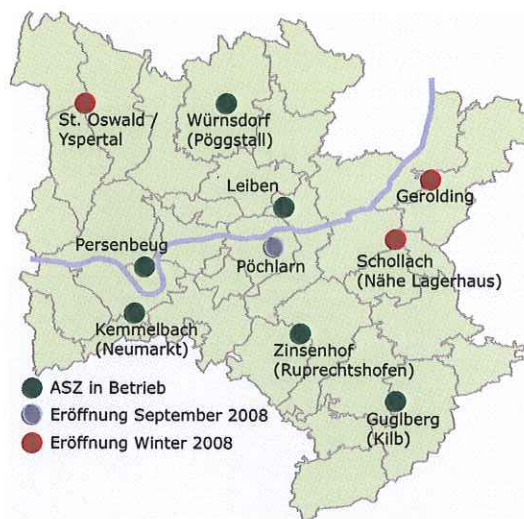 St. Oswald /
Yspertal
Würnsdorf
(Pöggstall)
Leiben
Gerolding
Persenbeug
Pöchlarn
Schollach
(Nähe Lagerhaus)
Kemmelbach
(Neumarkt)
Zinsenhof
(Ruprechtshofen)
Guglberg
(Kilb)
ASZ in Betrieb
Eröffnung September 2008
Eröffnung Winter 2008